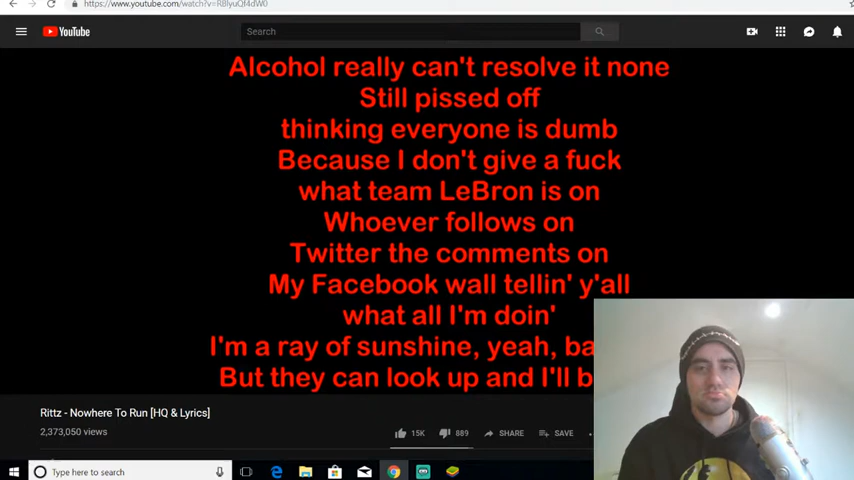 https://www.youtube.com/watch?v=RBlyuQf4dW0
YouTube
Search
Alcohol really can't resolve it none
Still pissed off
thinking everyone is dumb
Because I don't give a fuck
what team LeBron is on
Whoever follows on
Twitter the comments on
My Facebook wall tellin' y'all
what all I'm doin'
I'm a ray of sunshine, yeah,
But they can look up and I'll
Rittz - Nowhere To Run [HQ & Lyrics]
2,373,050 views
15K
889
SHARE
SAVE
Type here to search